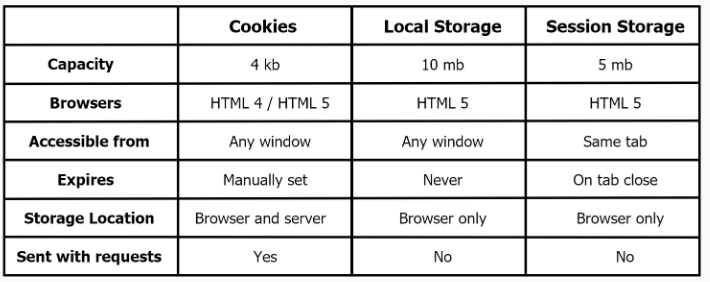 Cookies Local Storage Session Storage
Capacity 4 kb 10 mb 5 mb
Browsers HTML 4 / HTML 5 HTML 5 HTML 5
Accessible from Any window Any window Same tab
Expires Manually set Never On tab close
Storage Location Browser and server Browser only Browser only
Sent with requests Yes No No